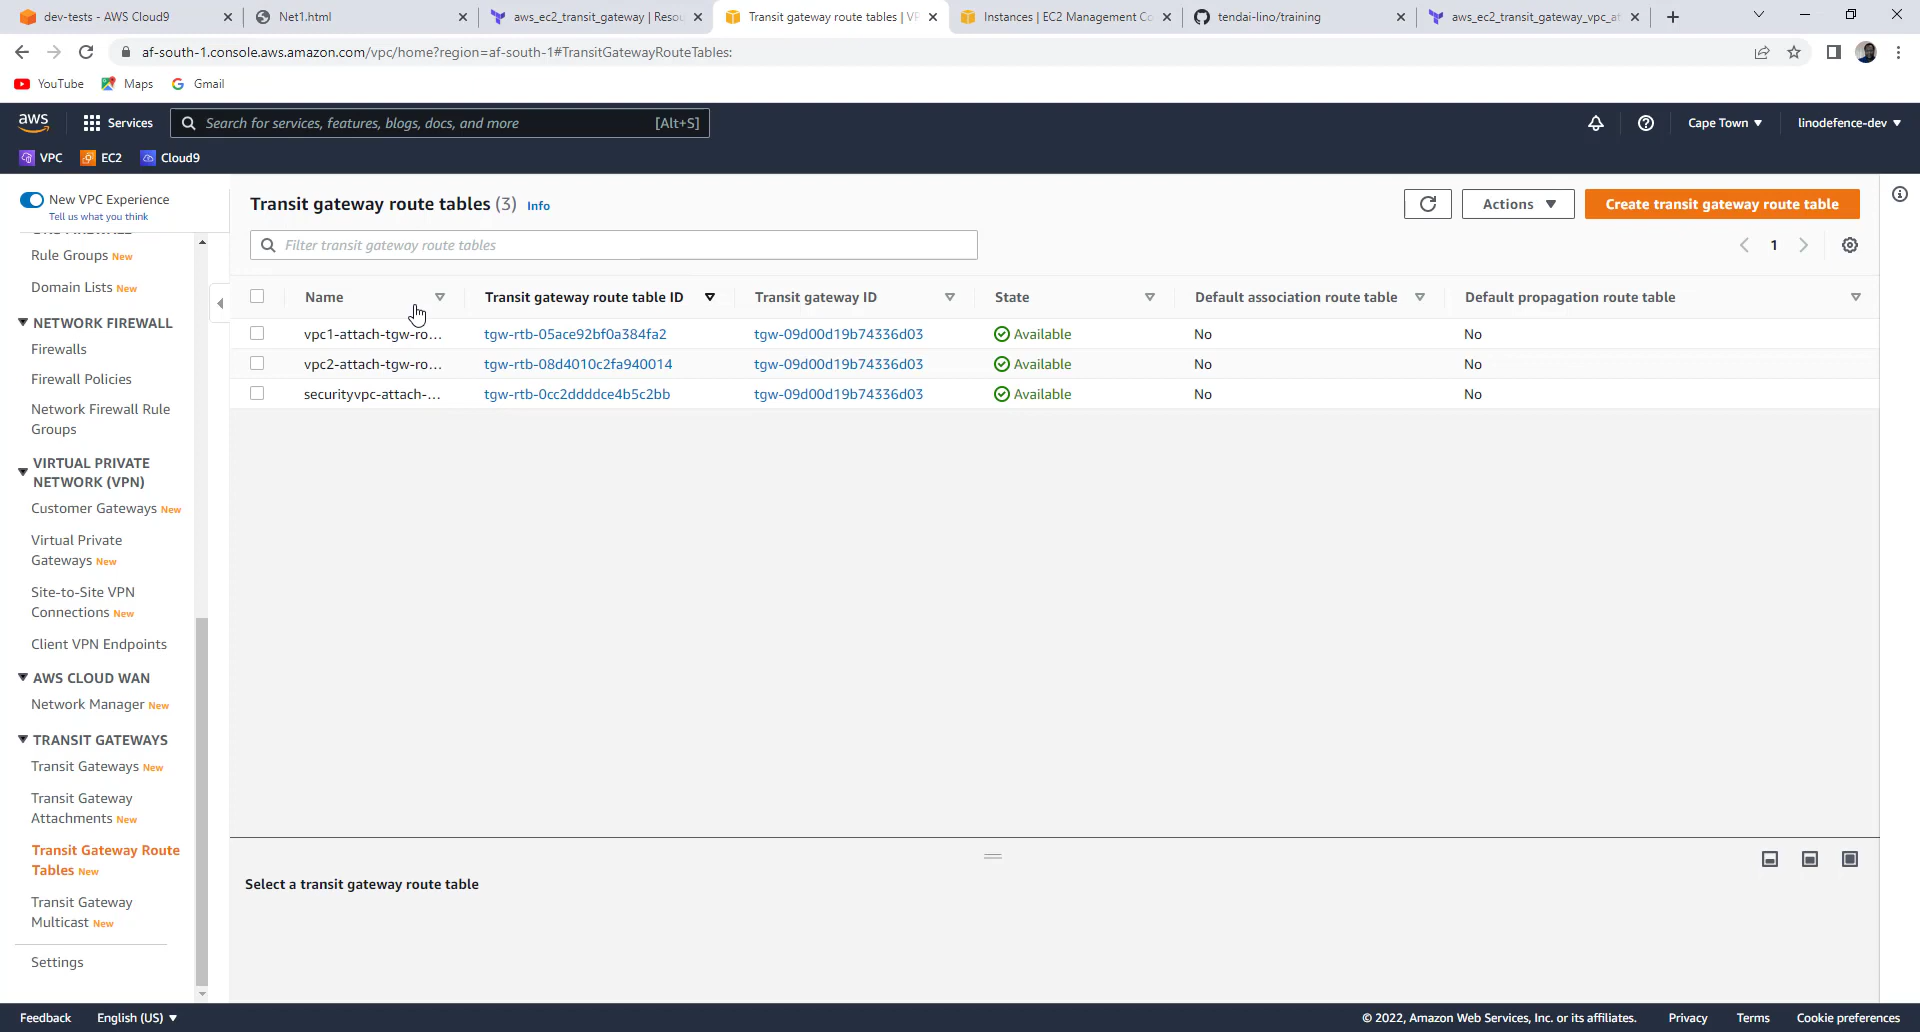 dev-tests - AWS Cloud9
Net1.html
aws_ec2_transit_gateway | Resou
Transit gateway route tables | VP
Instances | EC2 Management Co
tendai-lino/training
aws_ec2_transit_gateway_vpc_at
af-south-1.console.aws.amazon.com/vpc/home?region=af-south-1#TransitGatewayRouteTables:
YouTube
Maps
Gmail
aws
Services
Search for services, features, blogs, docs, and more
[Alt+S]
Cape Town
linodefence-dev
VPC
EC2
Cloud9
New VPC Experience
Tell us what you think
Rule Groups New
Domain Lists New
NETWORK FIREWALL
Firewalls
Firewall Policies
Network Firewall Rule
Groups
VIRTUAL PRIVATE
NETWORK (VPN)
Customer Gateways New
Virtual Private
Gateways New
Site-to-Site VPN
Connections New
Client VPN Endpoints
AWS CLOUD WAN
Network Manager New
TRANSIT GATEWAYS
Transit Gateways New
Transit Gateway
Attachments New
Transit Gateway Route
Tables New
Transit Gateway
Multicast New
Settings
Transit gateway route tables (3) Info
Actions
Create transit gateway route table
Filter transit gateway route tables
1
Name
Transit gateway route table ID
Transit gateway ID
State
Default association route table
Default propagation route table
vpc1-attach-tgw-ro...
tgw-rtb-05ace92bf0a384fa2
tgw-09d00d19b74336d03
Available
No
No
vpc2-attach-tgw-ro...
tgw-rtb-08d4010c2fa940014
tgw-09d00d19b74336d03
Available
No
No
securityvpc-attach-...
tgw-rtb-0cc2ddddce4b5c2bb
tgw-09d00d19b74336d03
Available
No
No
Select a transit gateway route table
Feedback
English (US)
© 2022, Amazon Web Services, Inc. or its affiliates.
Privacy
Terms
Cookie preferences